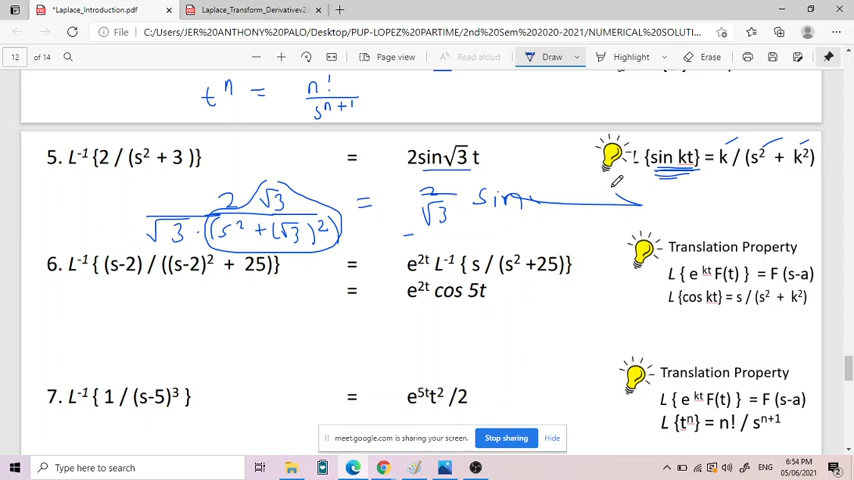 *Laplace_Introduction.pdf
Laplace_Transform_Derivativev2.
File
C:/Users/JER%20ANTHONY%20PALO/Desktop/PUP-LOPEZ%20PARTIME/2nd%20Sem%202020-2021/NUMERICAL%20SOLUTI...
12 of 14
Page view
Read aloud
Draw
Highlight
Erase
tⁿ = n! / sⁿ⁺¹
5. L⁻¹ {2 / (s² + 3 )} = 2sin√3 t
L {sin kt} = k / (s² + k²)
2 √3 / √3 · (s² + (√3)²) = 2 / √3 sin
6. L⁻¹ { (s-2) / ((s-2)² + 25)} = e²ᵗ L⁻¹ { s / (s² +25)}
= e²ᵗ cos 5t
Translation Property
L { e ᵏᵗ F(t) } = F (s-a)
L {cos kt} = s / (s² + k²)
7. L⁻¹ { 1 / (s-5)³ } = e⁵ᵗt² /2
Translation Property
L { e ᵏᵗ F(t) } = F (s-a)
L {tⁿ} = n! / sⁿ⁺¹
meet.google.com is sharing your screen.
Stop sharing
Hide
Type here to search
ENG
6:54 PM
05/06/2021
2